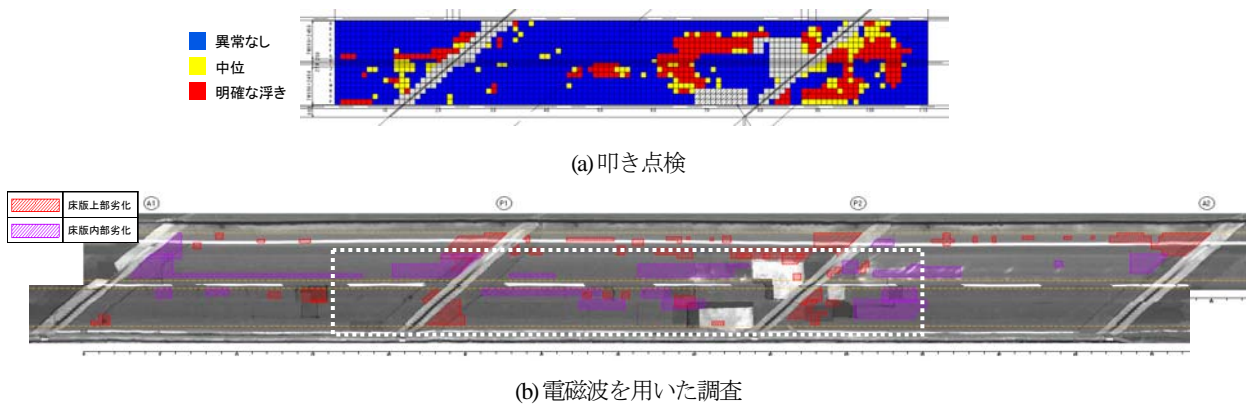 異常なし
中位
明確な浮き
(a) 叩き点検
床版上部劣化
床版内部劣化
A1
P1
P2
A2
(b) 電磁波を用いた調査